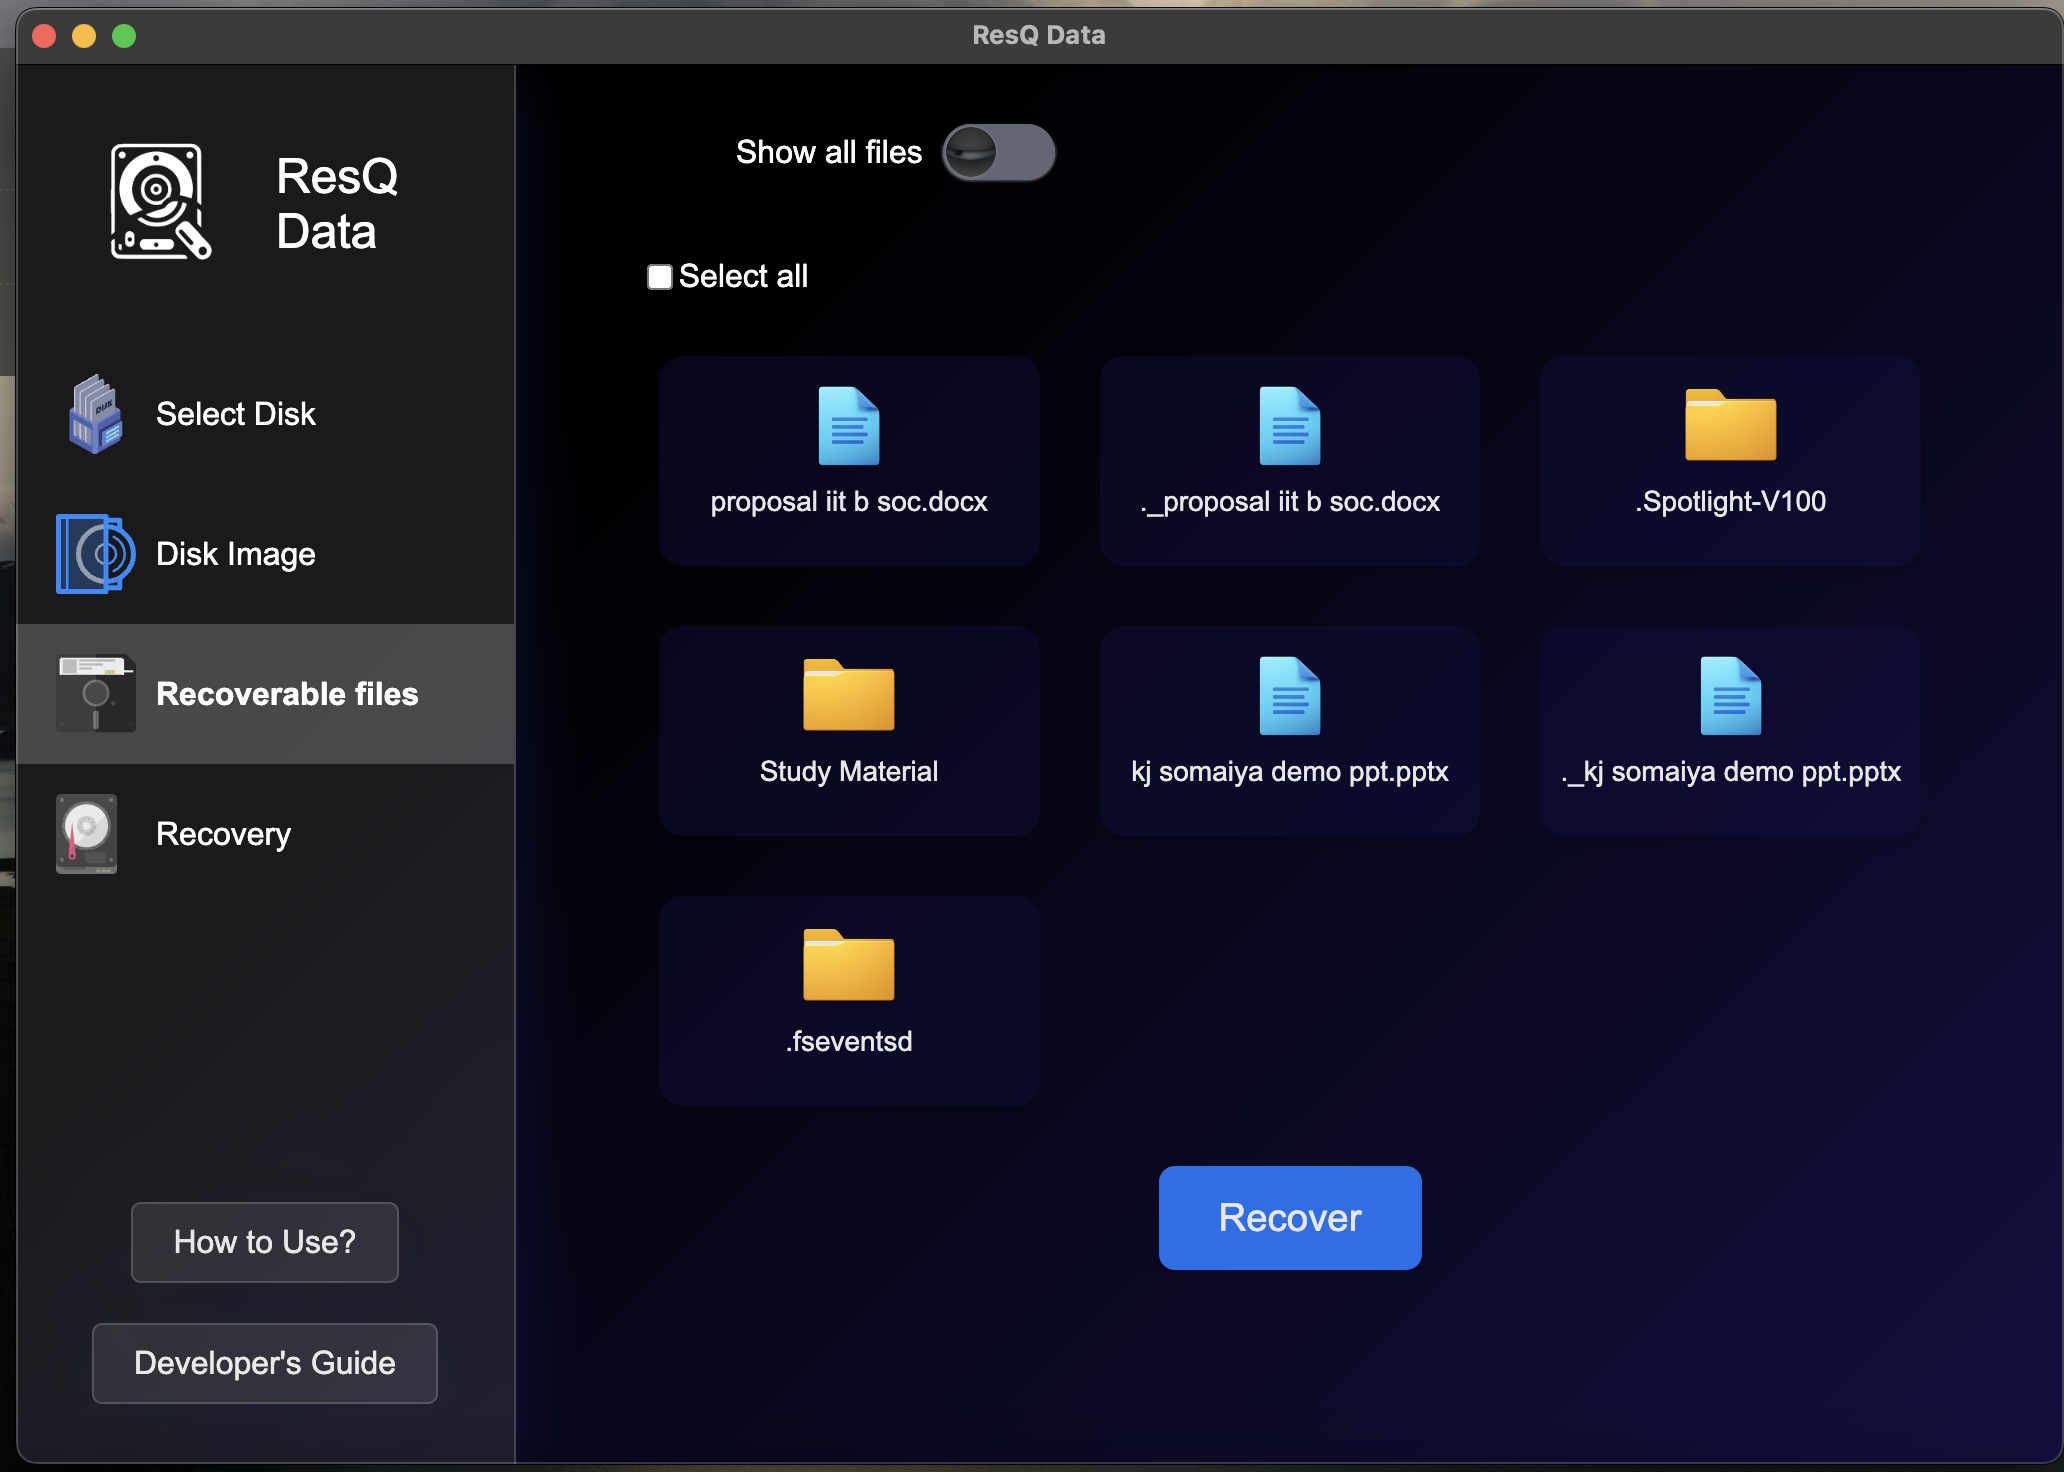 ResQ Data
ResQ
Data
Select Disk
Disk Image
Recoverable files
Recovery
How to Use?
Developer's Guide
Show all files
Select all
proposal iit b soc.docx
._proposal iit b soc.docx
.Spotlight-V100
Study Material
kj somaiya demo ppt.pptx
._kj somaiya demo ppt.pptx
.fseventsd
Recover